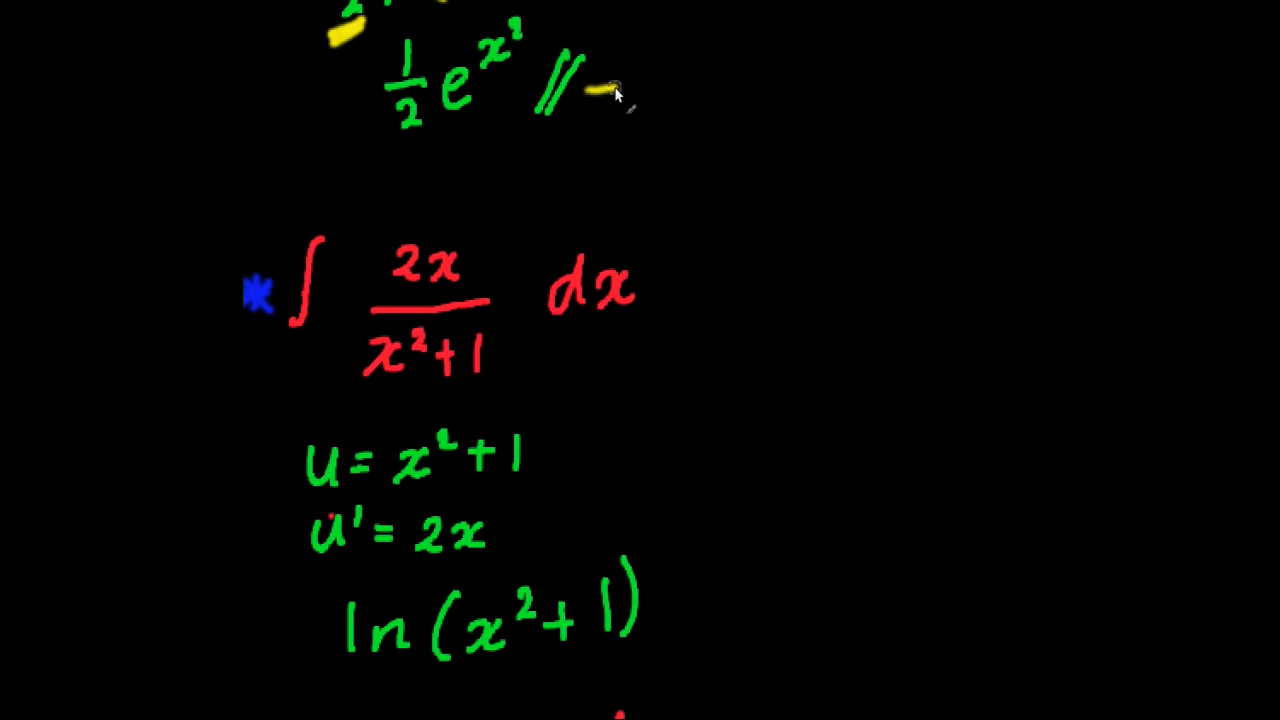 1/2 e^x² //
* ∫ 2x / x²+1 dx
u = x² + 1
u' = 2x
ln (x² + 1)